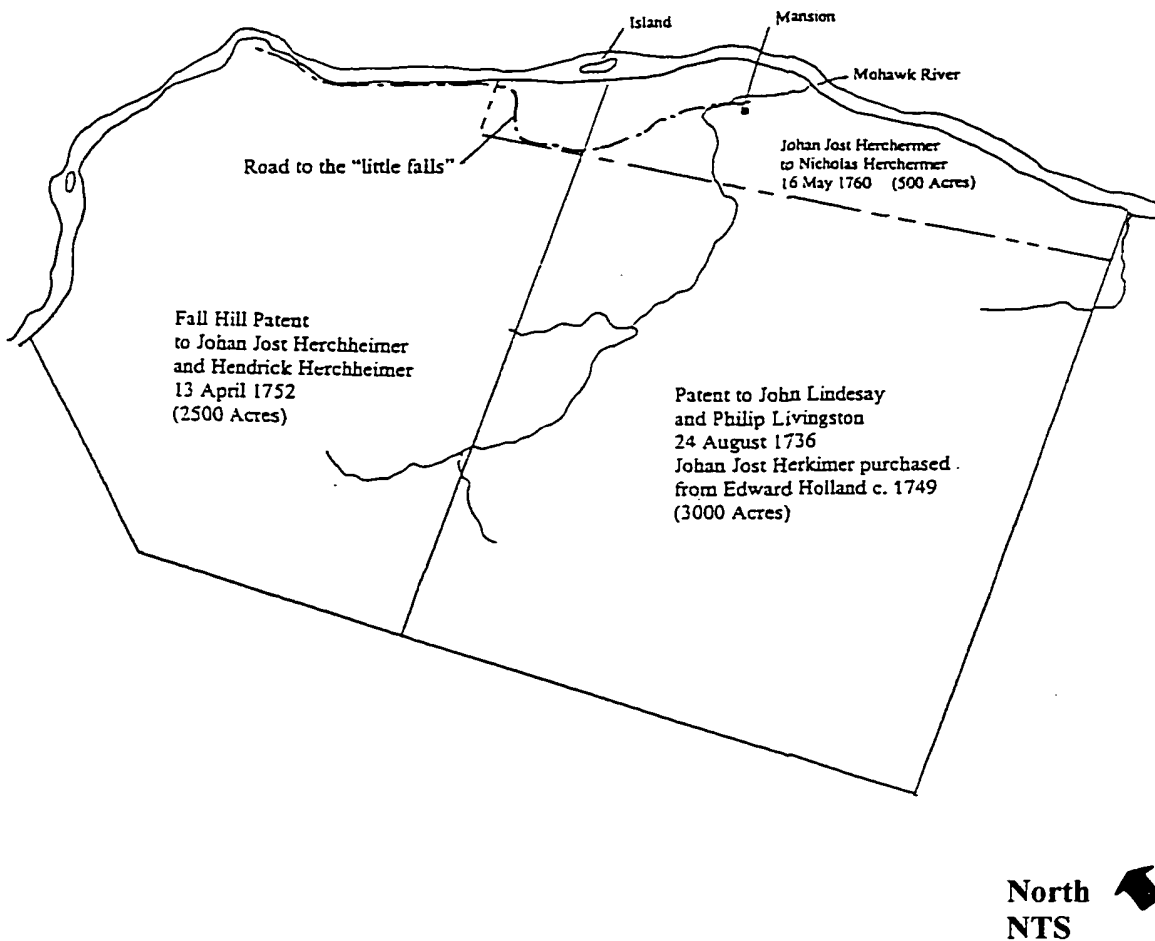 Island
Mansion
Mohawk River
Johan Jost Herchermer
to Nicholas Herchermer
16 May 1760 (500 Acres)
Road to the "little falls"
Fall Hill Patent
to Johan Jost Herchheimer
and Hendrick Herchheimer
13 April 1752
(2500 Acres)
Patent to John Lindesay
and Philip Livingston
24 August 1736
Johan Jost Herkimer purchased
from Edward Holland c. 1749
(3000 Acres)
North
NTS